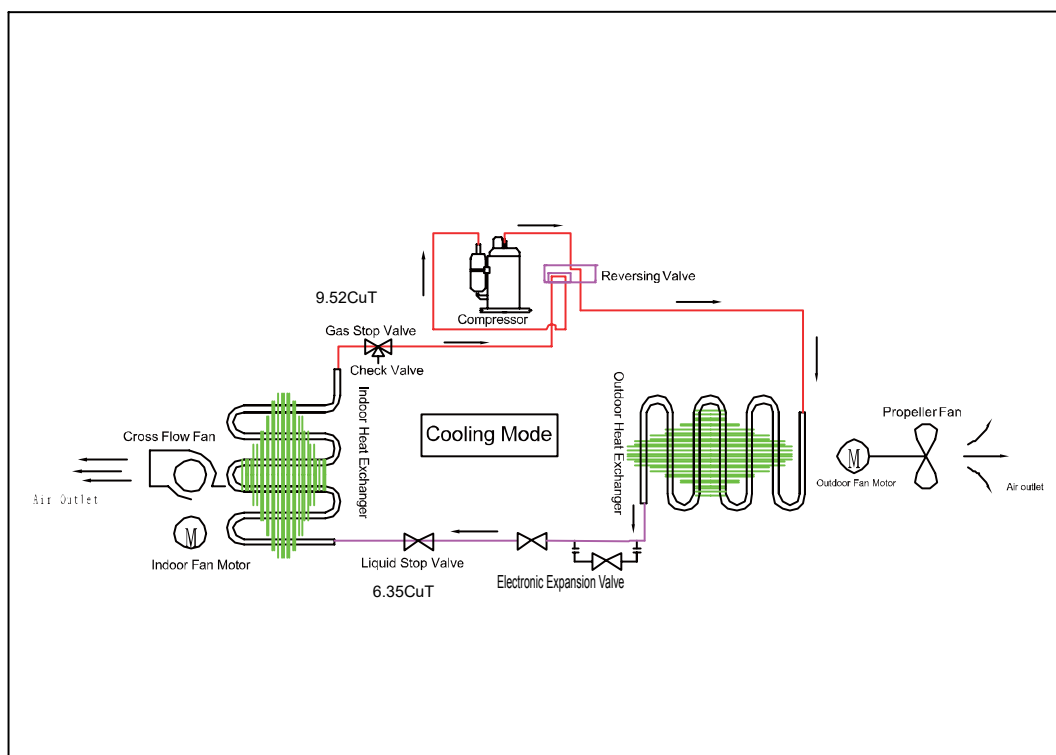 Reversing Valve
9.52CuT
Compressor
Gas Stop Valve
Check Valve
Indoor Heat Exchanger
Outdoor Heat Exchanger
Cooling Mode
Propeller Fan
Cross Flow Fan
M
Outdoor Fan Motor
Air outlet
Air Outlet
M
Indoor Fan Motor
Liquid Stop Valve
Electronic Expansion Valve
6.35CuT